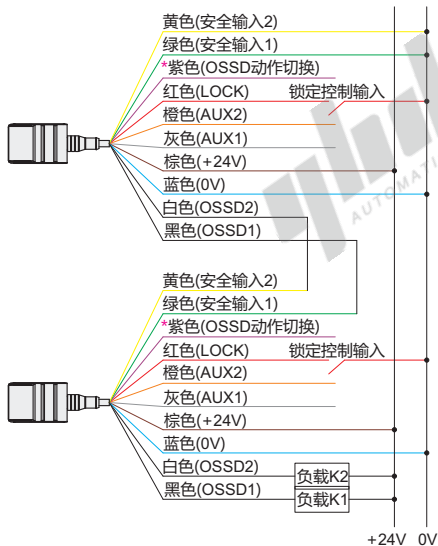 黄色(安全输入2)
绿色(安全输入1)
*紫色(OSSD动作切换)
红色(LOCK) 锁定控制输入
橙色(AUX2)
灰色(AUX1)
棕色(+24V)
蓝色(0V)
白色(OSSD2)
黑色(OSSD1)
AUTOMATI
黄色(安全输入2)
绿色(安全输入1)
*紫色(OSSD动作切换)
红色(LOCK) 锁定控制输入
橙色(AUX2)
灰色(AUX1)
棕色(+24V)
蓝色(0V)
白色(OSSD2) 负载K2
黑色(OSSD1) 负载K1
+24V 0V